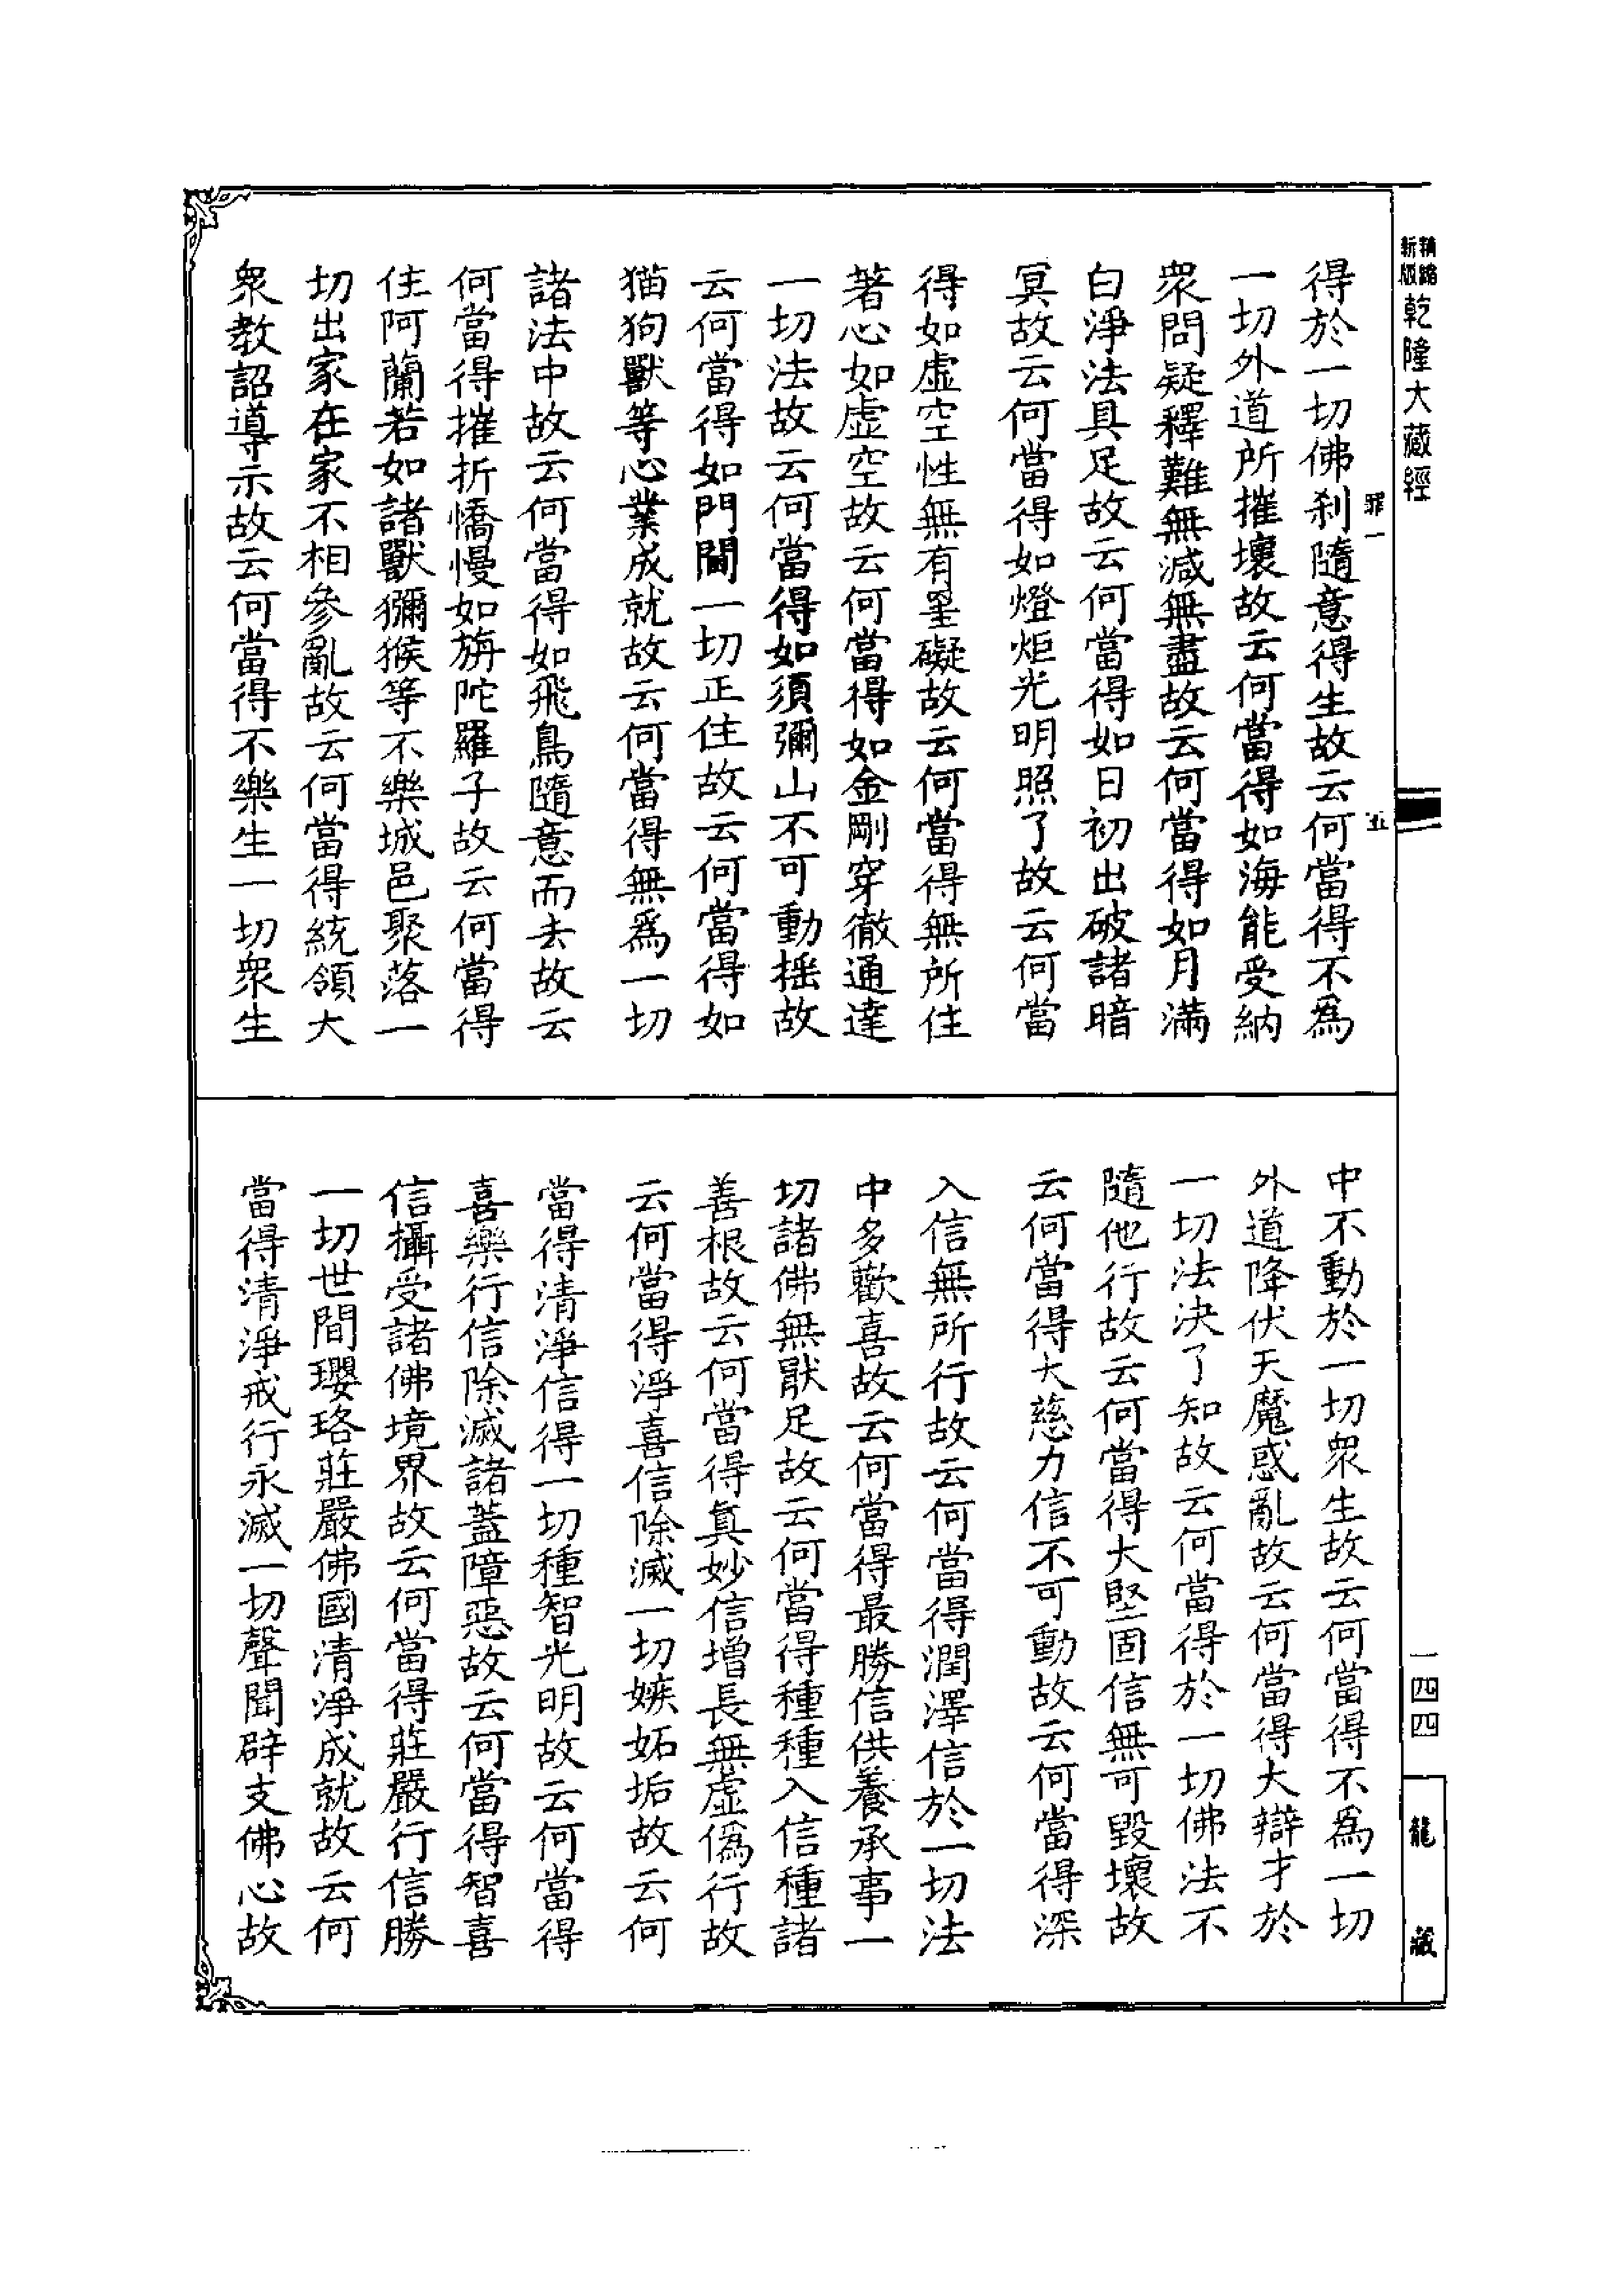 新版精縮乾隆大藏經
罪一 五
得於一切佛刹隨意得生故云何當得不爲
一切外道所摧壞故云何當得如海能受納
衆問疑釋難無減無盡故云何當得如月滿
白淨法具足故云何當得如日初出破諸暗
冥故云何當得如燈炬光明照了故云何當
得如虛空性無有罣礙故云何當得無所住
著心如虛空故云何當得如金剛穿徹通達
一切法故云何當得如須彌山不可動搖故
云何當得如門閫一切正住故云何當得如
猫狗獸等心業成就故云何當得無爲一切
諸法中故云何當得如飛鳥隨意而去故云
何當得摧折憍慢如旃陀羅子故云何當得
住阿蘭若如諸獸獼猴等不樂城邑聚落一
切出家在家不相參亂故云何當得統領大
衆教詔導示故云何當得不樂生一切衆生
中不動於一切衆生故云何當得不爲一切
外道降伏天魔惑亂故云何當得大辯才於
一切法決了知故云何當得於一切佛法不
隨他行故云何當得大堅固信無可毀壞故
云何當得大慈力信不可動故云何當得深
入信無所行故云何當得潤澤信於一切法
中多歡喜故云何當得最勝信供養承事一
切諸佛無猒足故云何當得種種入信種諸
善根故云何當得真妙信增長無虛僞行故
云何當得淨喜信除滅一切嫉妬垢故云何
當得清淨信得一切種智光明故云何當得
喜樂行信除滅諸蓋障惡故云何當得智喜
信攝受諸佛境界故云何當得莊嚴行信勝
一切世間瓔珞莊嚴佛國清淨成就故云何
當得清淨戒行永滅一切聲聞辟支佛心故
一四四
龍藏